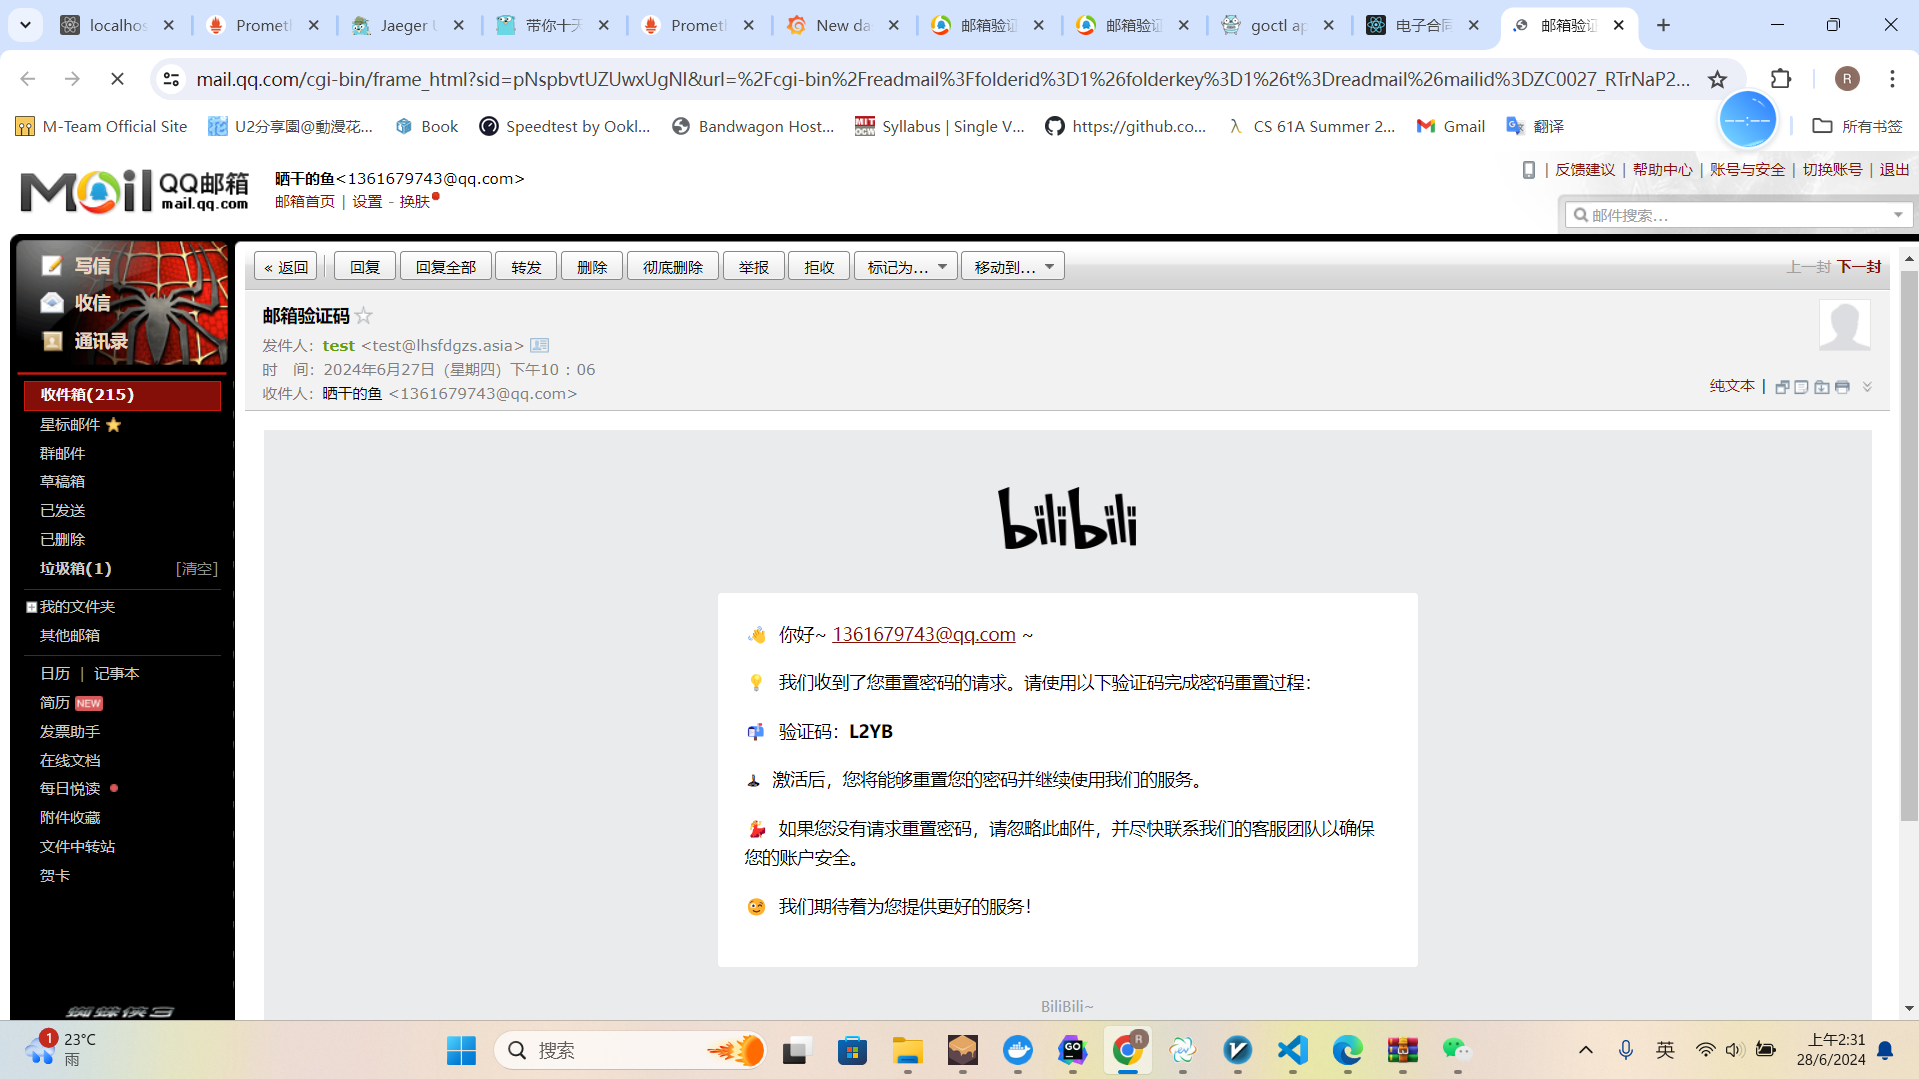 localhos
Prometh
Jaeger U
带你十天
Prometh
New da
邮箱验证
邮箱验证
goctl ap
电子合同
邮箱验证
mail.qq.com/cgi-bin/frame_html?sid=pNspbvtUZUwxUgNI&url=%2Fcgi-bin%2Freadmail%3Ffolderid%3D1%26folderkey%3D1%26t%3Dreadmail%26mailid%3DZC0027_RTrNaP2...
R
M-Team Official Site
U2分享園@動漫花...
Book
Speedtest by Ookl...
Bandwagon Host...
Syllabus | Single V...
https://github.co...
CS 61A Summer 2...
Gmail
翻译
--:--
所有书签
Mail QQ邮箱
mail.qq.com
晒干的鱼<1361679743@qq.com>
邮箱首页 | 设置 - 换肤
| 反馈建议 | 帮助中心 | 账号与安全 | 切换账号 | 退出
邮件搜索...
写信
收信
通讯录
收件箱(215)
星标邮件
群邮件
草稿箱
已发送
已删除
垃圾箱(1) [清空]
我的文件夹
其他邮箱
日历 | 记事本
简历 NEW
发票助手
在线文档
每日悦读
附件收藏
文件中转站
贺卡
蜘蛛侠3
« 返回
回复
回复全部
转发
删除
彻底删除
举报
拒收
标记为...
移动到...
上一封 下一封
邮箱验证码
发件人： test <test@lhsfdgzs.asia>
时 间： 2024年6月27日（星期四）下午10：06
收件人： 晒干的鱼 <1361679743@qq.com>
纯文本 |
bilibili
👋 你好~ 1361679743@qq.com ~
💡 我们收到了您重置密码的请求。请使用以下验证码完成密码重置过程：
📬 验证码：L2YB
🕹 激活后，您将能够重置您的密码并继续使用我们的服务。
💃 如果您没有请求重置密码，请忽略此邮件，并尽快联系我们的客服团队以确保
您的账户安全。
😉 我们期待着为您提供更好的服务！
BiliBili~
1
23°C
雨
搜索
GO
R
英
上午2:31
28/6/2024